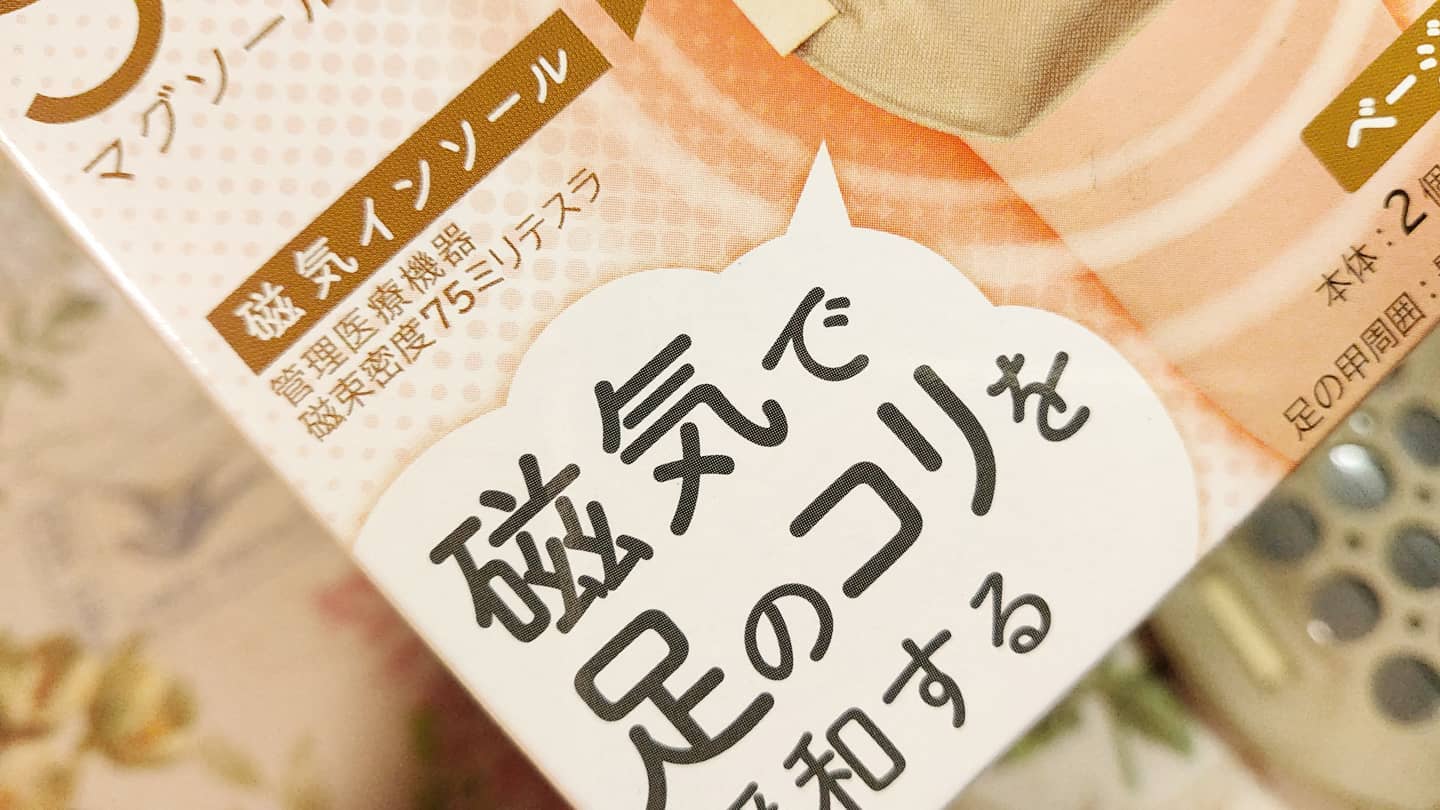 マグソール
磁気インソール
管理医療機器
磁束密度75ミリテスラ
磁気で
足のコリを
緩和する
本体:2個
足の甲周囲: